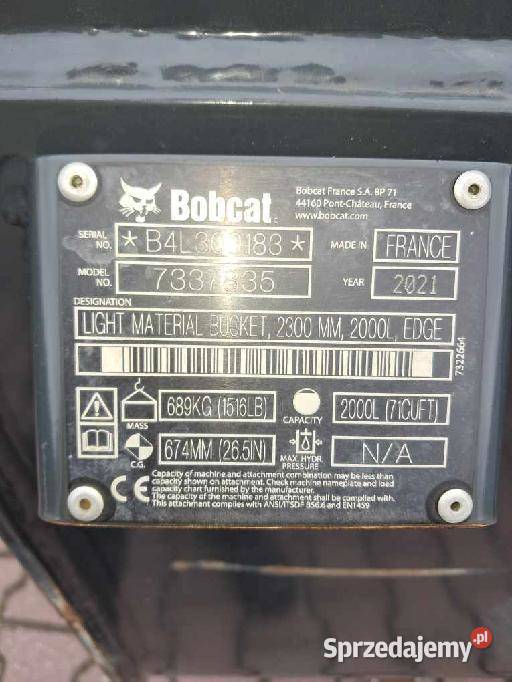 Bobcat
Bobcat France S.A. BP 71
44160 Pont-Château, France
www.bobcat.com
SERIAL NO.
MADE IN FRANCE
MODEL NO.
YEAR 2021
DESIGNATION
LIGHT MATERIAL BUCKET, 2300 MM, 2000L, EDGE
7322664
MASS 689KG (1516LB)
CAPACITY 2000L (71CUFT)
C.G. 674MM (26.5IN)
MAX. HYDR. PRESSURE N/A
Capacity of machine and attachment combination may be less than
capacity shown on attachment. Check machine nameplate and load
capacity chart furnished by the manufacturer.
The capacity of the machine and attachment shall be complied with.
This attachment complies with ANSI/ITSDF B56.6 and EN1459
CE
Sprzedajemy.pl